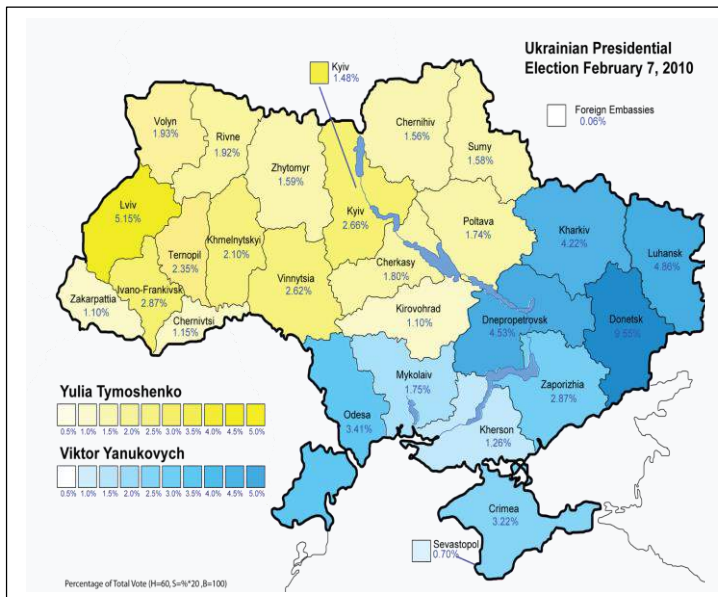 Ukrainian Presidential
Election February 7, 2010
Kyiv
1.48%
Foreign Embassies
0.06%
Volyn
1.93%
Rivne
1.92%
Chernihiv
1.56%
Sumy
1.58%
Zhytomyr
1.59%
Lviv
5.15%
Kyiv
2.66%
Poltava
1.74%
Kharkiv
4.22%
Luhansk
4.86%
Ternopil
2.35%
Khmelnytskyi
2.10%
Cherkasy
1.80%
Vinnytsia
2.62%
Ivano-Frankivsk
2.87%
Zakarpattia
1.10%
Chernivtsi
1.15%
Kirovohrad
1.10%
Dnepropetrovsk
4.53%
Donetsk
9.55%
Mykolaiv
1.75%
Zaporizhia
2.87%
Odesa
3.41%
Kherson
1.26%
Crimea
3.22%
Sevastopol
0.70%
Yulia Tymoshenko
0.5% 1.0% 1.5% 2.0% 2.5% 3.0% 3.5% 4.0% 4.5% 5.0%
Viktor Yanukovych
0.5% 1.0% 1.5% 2.0% 2.5% 3.0% 3.5% 4.0% 4.5% 5.0%
Percentage of Total Vote (H=60, S=%*20 ,B=100)